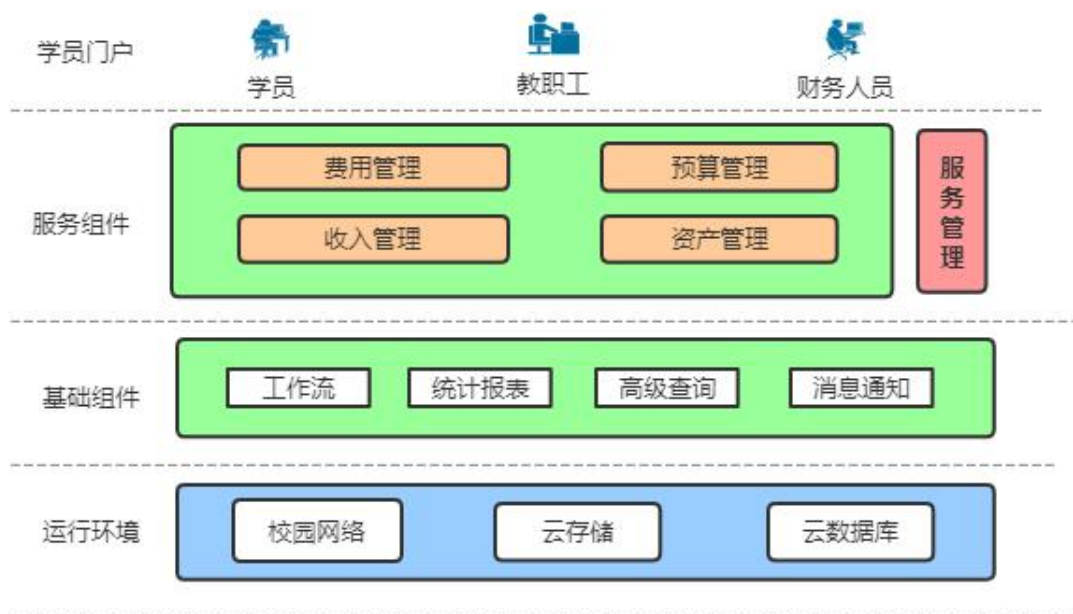 学员门户
学员
教职工
财务人员
服务组件
费用管理
预算管理
收入管理
资产管理
服务管理
基础组件
工作流
统计报表
高级查询
消息通知
运行环境
校园网络
云存储
云数据库